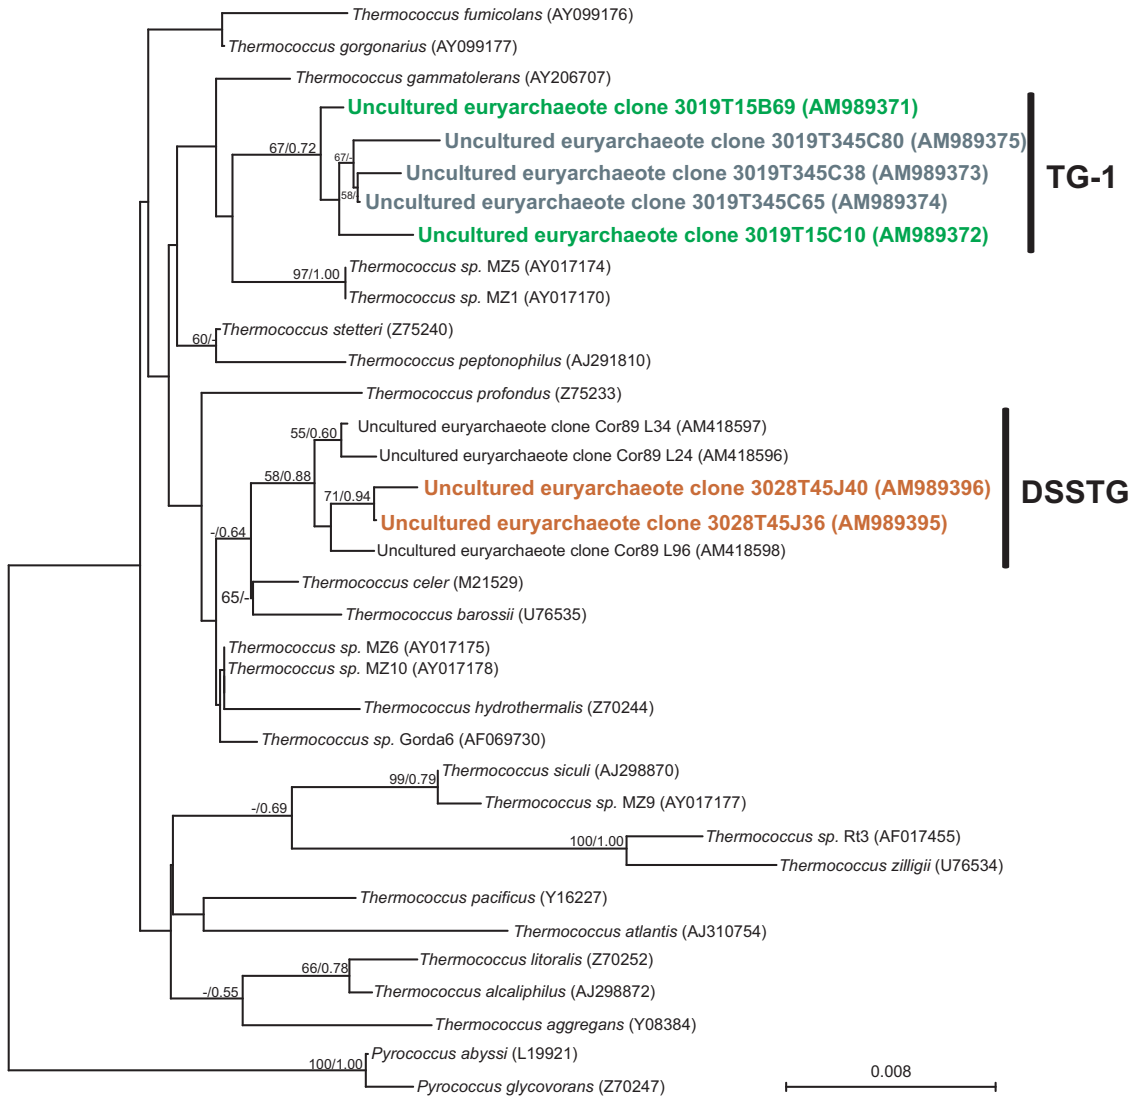 Thermococcus fumicolans (AY099176)
Thermococcus gorgonarius (AY099177)
Thermococcus gammatolerans (AY206707)
Uncultured euryarchaeote clone 3019T15B69 (AM989371)
Uncultured euryarchaeote clone 3019T345C80 (AM989375)
67/0.72
67/-
Uncultured euryarchaeote clone 3019T345C38 (AM989373)
TG-1
58/-
Uncultured euryarchaeote clone 3019T345C65 (AM989374)
Uncultured euryarchaeote clone 3019T15C10 (AM989372)
Thermococcus sp. MZ5 (AY017174)
97/1.00
Thermococcus sp. MZ1 (AY017170)
Thermococcus stetteri (Z75240)
60/-
Thermococcus peptonophilus (AJ291810)
Thermococcus profondus (Z75233)
Uncultured euryarchaeote clone Cor89 L34 (AM418597)
55/0.60
Uncultured euryarchaeote clone Cor89 L24 (AM418596)
58/0.88
Uncultured euryarchaeote clone 3028T45J40 (AM989396)
71/0.94
DSSTG
Uncultured euryarchaeote clone 3028T45J36 (AM989395)
-/0.64
Uncultured euryarchaeote clone Cor89 L96 (AM418598)
Thermococcus celer (M21529)
65/-
Thermococcus barossii (U76535)
Thermococcus sp. MZ6 (AY017175)
Thermococcus sp. MZ10 (AY017178)
Thermococcus hydrothermalis (Z70244)
Thermococcus sp. Gorda6 (AF069730)
Thermococcus siculi (AJ298870)
99/0.79
Thermococcus sp. MZ9 (AY017177)
-/0.69
Thermococcus sp. Rt3 (AF017455)
100/1.00
Thermococcus zilligii (U76534)
Thermococcus pacificus (Y16227)
Thermococcus atlantis (AJ310754)
Thermococcus litoralis (Z70252)
66/0.78
Thermococcus alcaliphilus (AJ298872)
-/0.55
Thermococcus aggregans (Y08384)
Pyrococcus abyssi (L19921)
100/1.00
0.008
Pyrococcus glycovorans (Z70247)